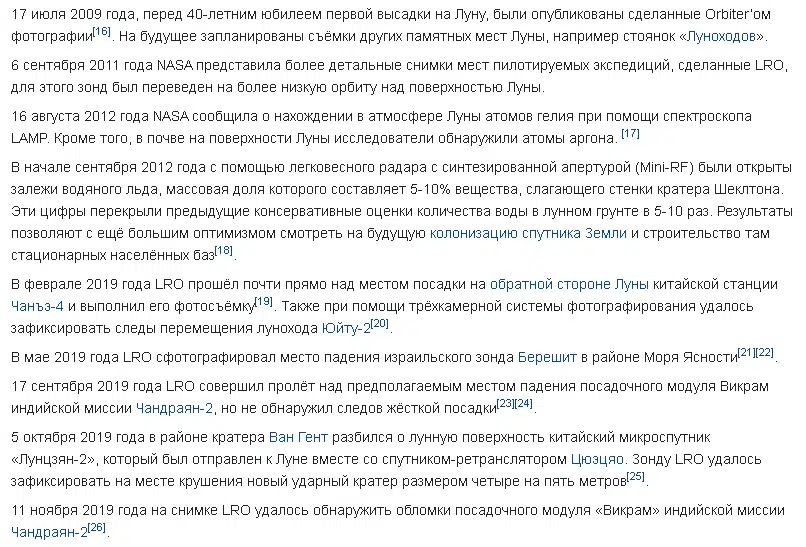 17 июля 2009 года, перед 40-летним юбилеем первой высадки на Луну, были опубликованы сделанные Orbiter'ом
фотографии[16]. На будущее запланированы съёмки других памятных мест Луны, например стоянок «Луноходов».
6 сентября 2011 года NASA представила более детальные снимки мест пилотируемых экспедиций, сделанные LRO,
для этого зонд был переведен на более низкую орбиту над поверхностью Луны.
16 августа 2012 года NASA сообщила о нахождении в атмосфере Луны атомов гелия при помощи спектроскопа
LAMP. Кроме того, в почве на поверхности Луны исследователи обнаружили атомы аргона. [17]
В начале сентября 2012 года с помощью легковесного радара с синтезированной апертурой (Mini-RF) были открыты
залежи водяного льда, массовая доля которого составляет 5-10% вещества, слагающего стенки кратера Шеклтона.
Эти цифры перекрыли предыдущие консервативные оценки количества воды в лунном грунте в 5-10 раз. Результаты
позволяют с ещё большим оптимизмом смотреть на будущую колонизацию спутника Земли и строительство там
стационарных населённых баз[18].
В феврале 2019 года LRO прошёл почти прямо над местом посадки на обратной стороне Луны китайской станции
Чанъэ-4 и выполнил его фотосъёмку[19]. Также при помощи трёхкамерной системы фотографирования удалось
зафиксировать следы перемещения лунохода Юйту-2[20].
В мае 2019 года LRO сфотографировал место падения израильского зонда Берешит в районе Моря Ясности[21][22].
17 сентября 2019 года LRO совершил пролёт над предполагаемым местом падения посадочного модуля Викрам
индийской миссии Чандраян-2, но не обнаружил следов жёсткой посадки[23][24].
5 октября 2019 года в районе кратера Ван Гент разбился о лунную поверхность китайский микроспутник
«Лунцзян-2», который был отправлен к Луне вместе со спутником-ретранслятором Цюэцяо. Зонду LRO удалось
зафиксировать на месте крушения новый ударный кратер размером четыре на пять метров[25].
11 ноября 2019 года на снимке LRO удалось обнаружить обломки посадочного модуля «Викрам» индийской миссии
Чандраян-2[26].